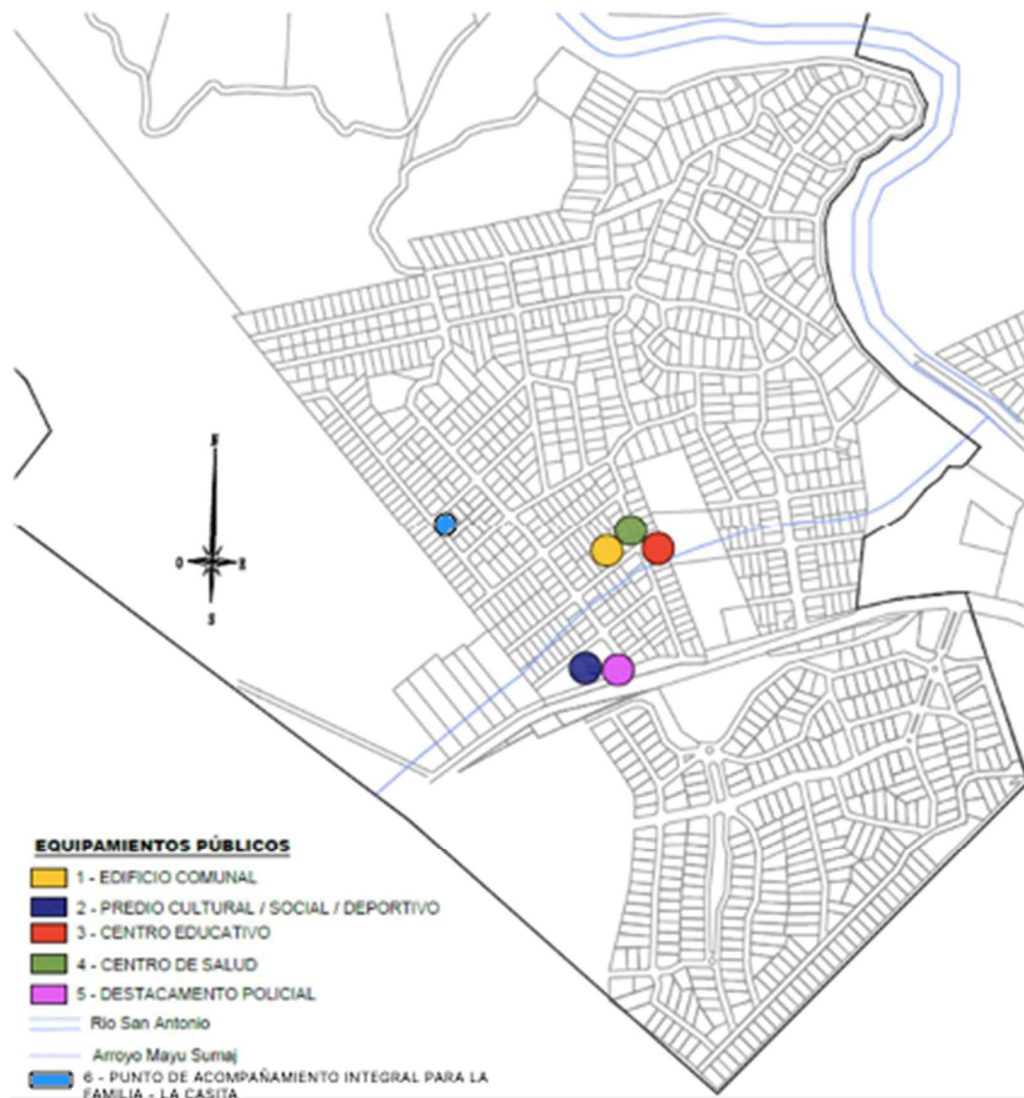 N
O
E
S
EQUIPAMIENTOS PÚBLICOS
1 - EDIFICIO COMUNAL
2 - PREDIO CULTURAL / SOCIAL / DEPORTIVO
3 - CENTRO EDUCATIVO
4 - CENTRO DE SALUD
5 - DESTACAMENTO POLICIAL
Rio San Antonio
Arroyo Mayu Sumaj
6 - PUNTO DE ACOMPAÑAMIENTO INTEGRAL PARA LA
FAMILIA - LA CASITA